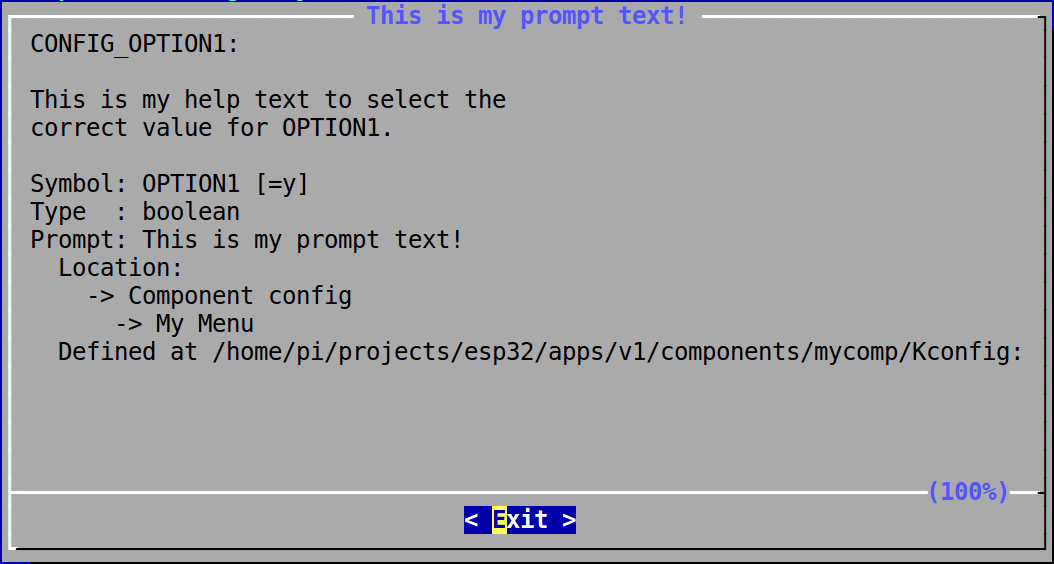 This is my prompt text!
CONFIG_OPTION1:
This is my help text to select the
correct value for OPTION1.
Symbol: OPTION1 [=y]
Type  : boolean
Prompt: This is my prompt text!
Location:
-> Component config
-> My Menu
Defined at /home/pi/projects/esp32/apps/v1/components/mycomp/Kconfig:
(100%)
< Exit >